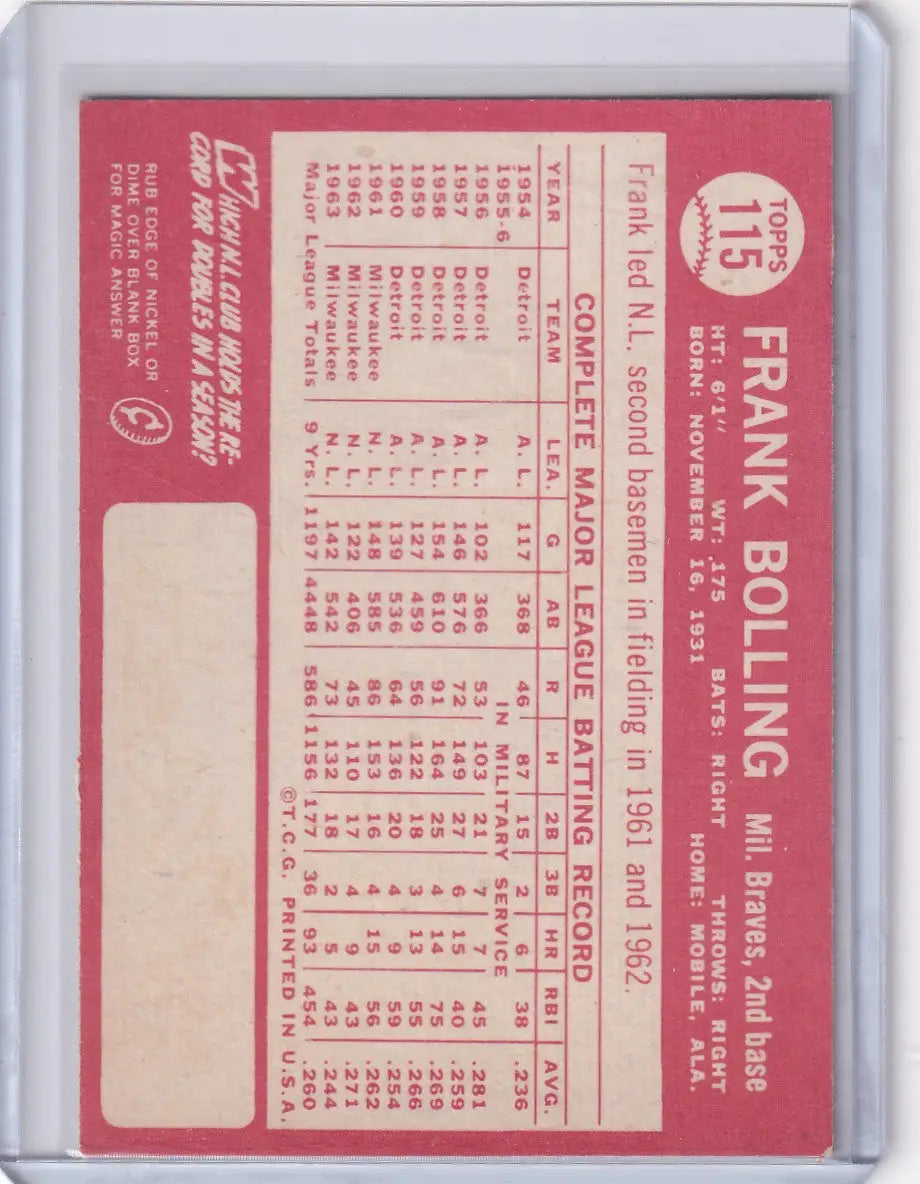 TOPPS
115
FRANK BOLLING Mil. Braves, 2nd base
HT: 6'1" WT: 175 BATS: RIGHT THROWS: RIGHT
BORN: NOVEMBER 16, 1931 HOME: MOBILE, ALA.
Frank led N.L. second basemen in fielding in 1961 and 1962.
COMPLETE MAJOR LEAGUE BATTING RECORD
YEAR TEAM LEA. G AB R H 2B 3B HR RBI AVG.
1954 Detroit A. L. 117 368 46 87 15 2 6 38 .236
1955-6 IN MILITARY SERVICE
1956 Detroit A. L. 102 366 53 103 21 7 7 45 .281
1957 Detroit A. L. 146 576 72 149 27 6 15 40 .259
1958 Detroit A. L. 154 610 91 164 25 4 14 75 .269
1959 Detroit A. L. 127 459 56 122 18 3 13 55 .266
1960 Detroit A. L. 139 536 64 136 20 4 9 59 .254
1961 Milwaukee N. L. 148 585 86 153 16 4 15 56 .262
1962 Milwaukee N. L. 122 406 45 110 17 4 9 43 .271
1963 Milwaukee N. L. 142 542 73 132 18 2 5 43 .244
Major League Totals 9 Yrs. 1197 4448 586 1156 177 36 93 454 .260
©T.C.G. PRINTED IN U.S.A.
WHICH N.L. CLUB HOLDS THE RE-
CORD FOR DOUBLES IN A SEASON?
RUB EDGE OF NICKEL OR
DIME OVER BLANK BOX
FOR MAGIC ANSWER